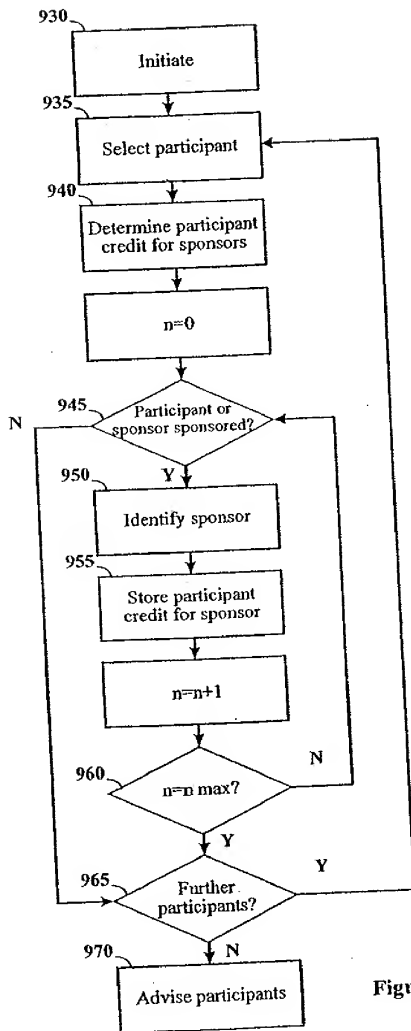 930
Initiate
935
Select participant
940
Determine participant
credit for sponsors
n=0
945
N
Participant or
sponsor sponsored?
Y
950
Identify sponsor
955
Store participant
credit for sponsor
n=n+1
960
n=n max?
N
Y
965
Further
participants?
Y
N
970
Advise participants
Figu